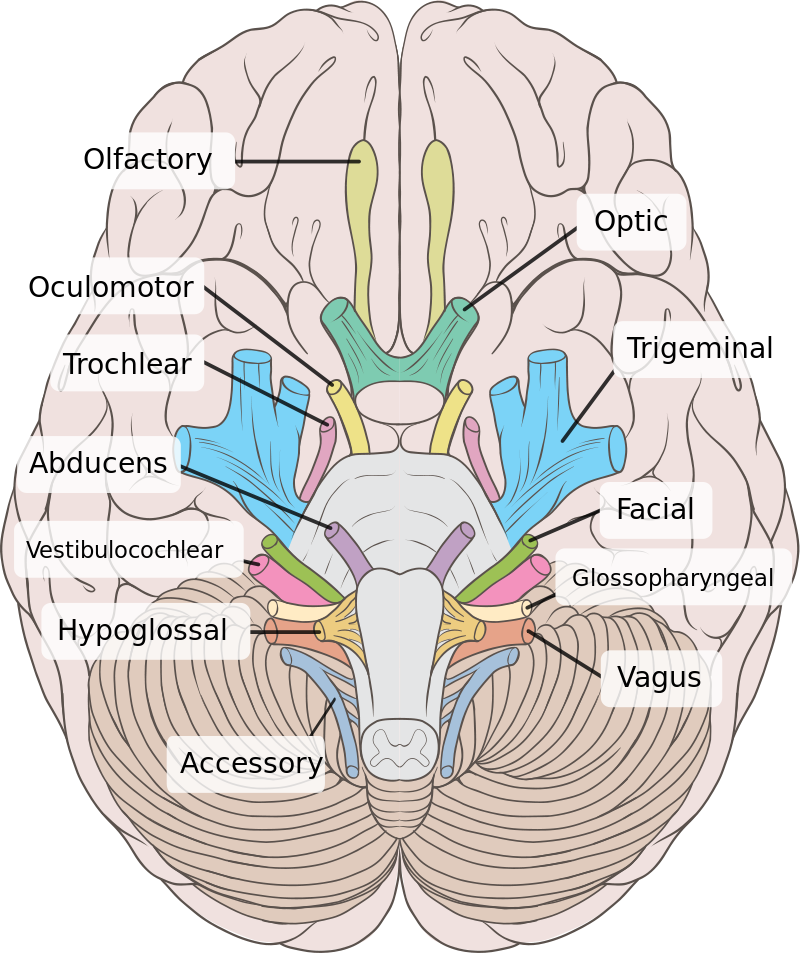 Olfactory
Optic
Oculomotor
Trigeminal
Trochlear
Abducens
Facial
Vestibulocochlear
Glossopharyngeal
Hypoglossal
Vagus
Accessory